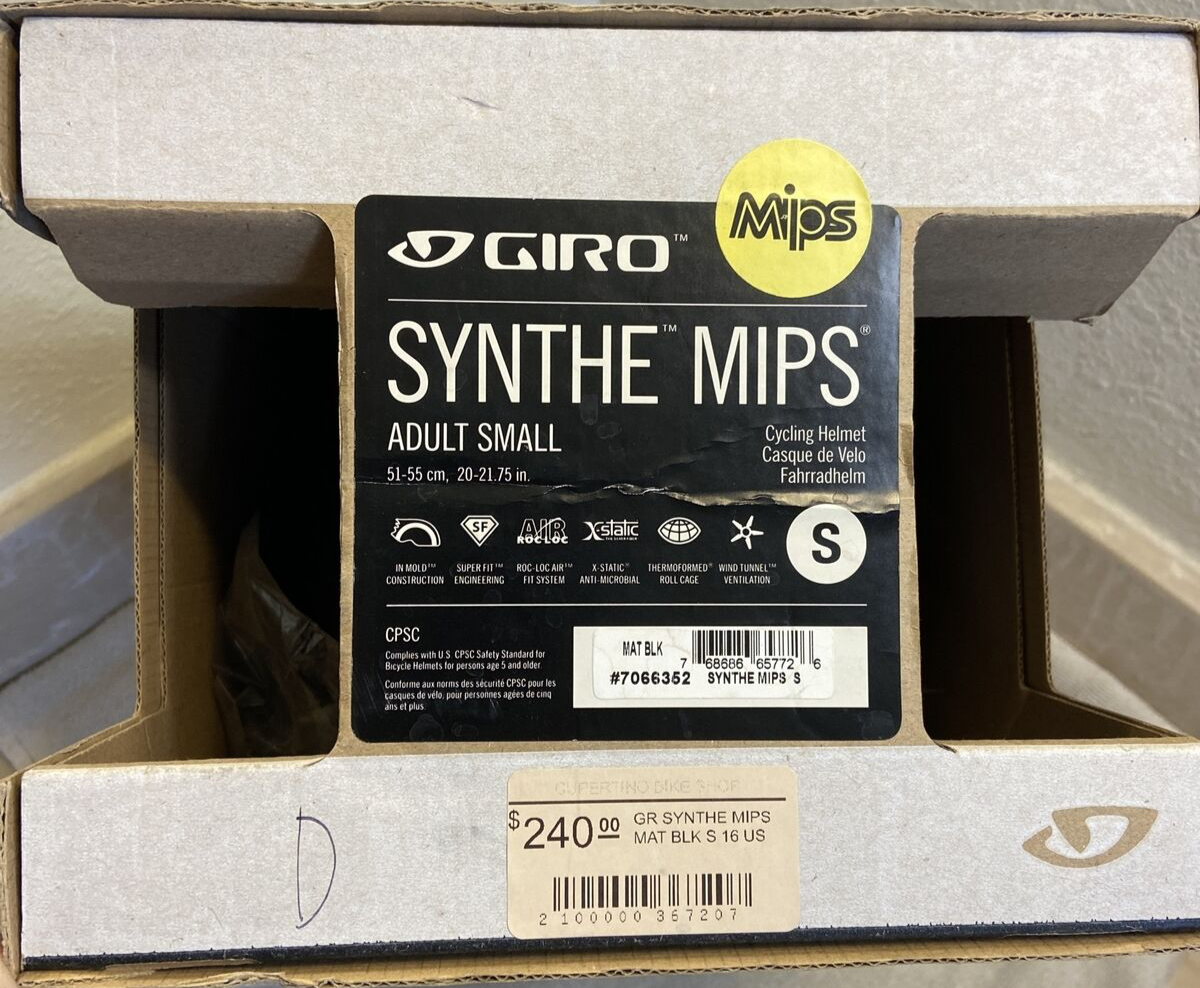 Mips
GIRO™
SYNTHE™ MIPS®
ADULT SMALL
51-55 cm, 20-21.75 in.
Cycling Helmet
Casque de Velo
Fahrradhelm
SF
AIR
ROC LOC
X-static
S
IN MOLD™
CONSTRUCTION
SUPER FIT™
ENGINEERING
ROC-LOC AIR™
FIT SYSTEM
X-STATIC®
ANTI-MICROBIAL
THERMOFORMED®
ROLL CAGE
WIND TUNNEL™
VENTILATION
CPSC
Complies with U.S CPSC Safety Standard for
Bicycle Helmets for persons age 5 and older.
Conforme aux norms des sécurité CPSC pour les
casques de vélo, pour personnes agées de cinq
ans et plus.
MAT BLK
7 68686 65772 6
#7066352 SYNTHE MIPS S
CUPERTINO BIKE SHOP
$240.00
GR SYNTHE MIPS
MAT BLK S 16 US
2 100000 367207
D